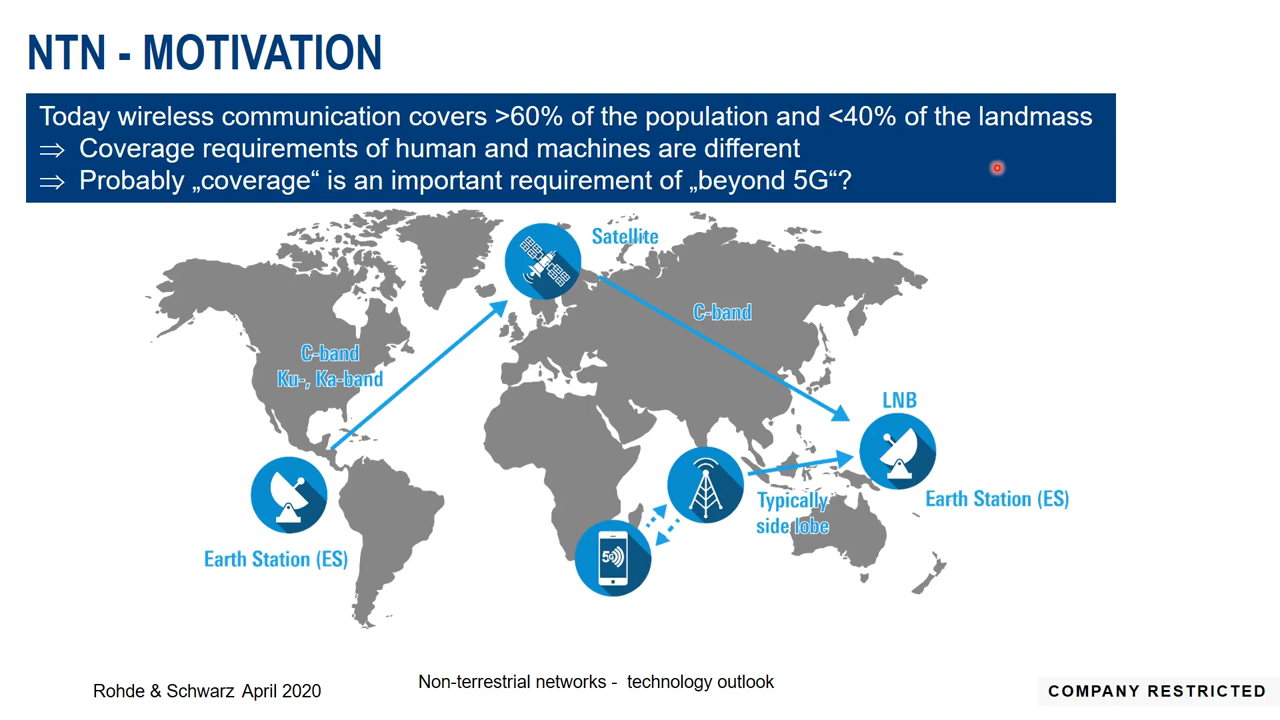 NTN - MOTIVATION
Today wireless communication covers >60% of the population and <40% of the landmass
⇒ Coverage requirements of human and machines are different
⇒ Probably „coverage“ is an important requirement of „beyond 5G“?
Satellite
C-band
C-band
Ku-, Ka-band
LNB
Earth Station (ES)
Typically
side lobe
5G
Earth Station (ES)
Rohde & Schwarz April 2020
Non-terrestrial networks - technology outlook
COMPANY RESTRICTED